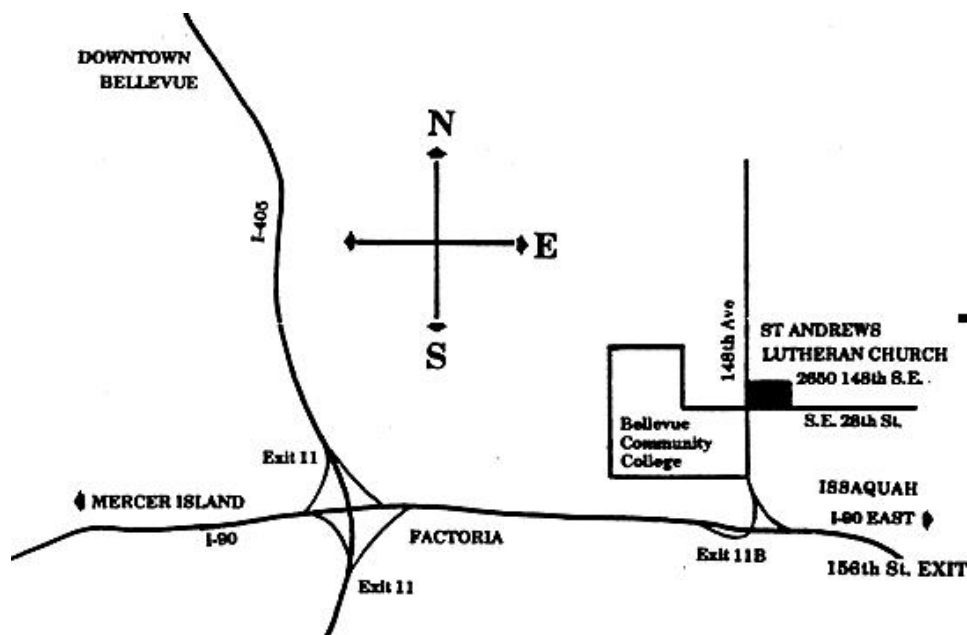 DOWNTOWN
BELLEVUE
N
I-405
E
S
148th Ave
ST ANDREWS
LUTHERAN CHURCH
2650 148th S.E.
S.E. 28th St.
Bellevue
Community
College
Exit 11
MERCER ISLAND
I-90
FACTORIA
Exit 11
ISSAQUAH
I-90 EAST
Exit 11B
156th St. EXIT